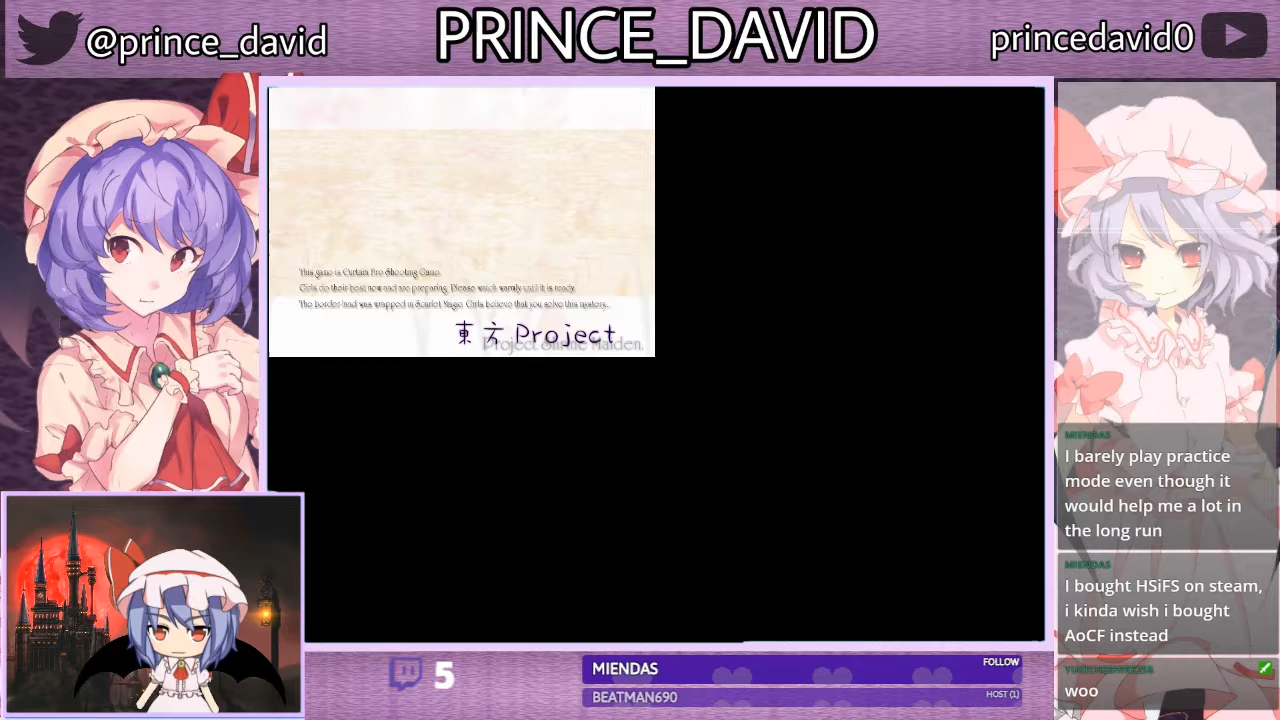 @prince_david
PRINCE_DAVID
princedavid0
This game is Curtain Fire Shooting Game.
Girls do their best now and are preparing. Please watch warmly until it is ready.
The border land was wrapped in Scarlet Magic. Girls believe that you solve this mystery.
東方Project
Project Shrine Maiden.
MIENDAS
I barely play practice
mode even though it
would help me a lot in
the long run
MIENDAS
I bought HSiFS on steam,
i kinda wish i bought
AoCF instead
woo
5
MIENDAS
FOLLOW
BEATMAN690
HOST (1)